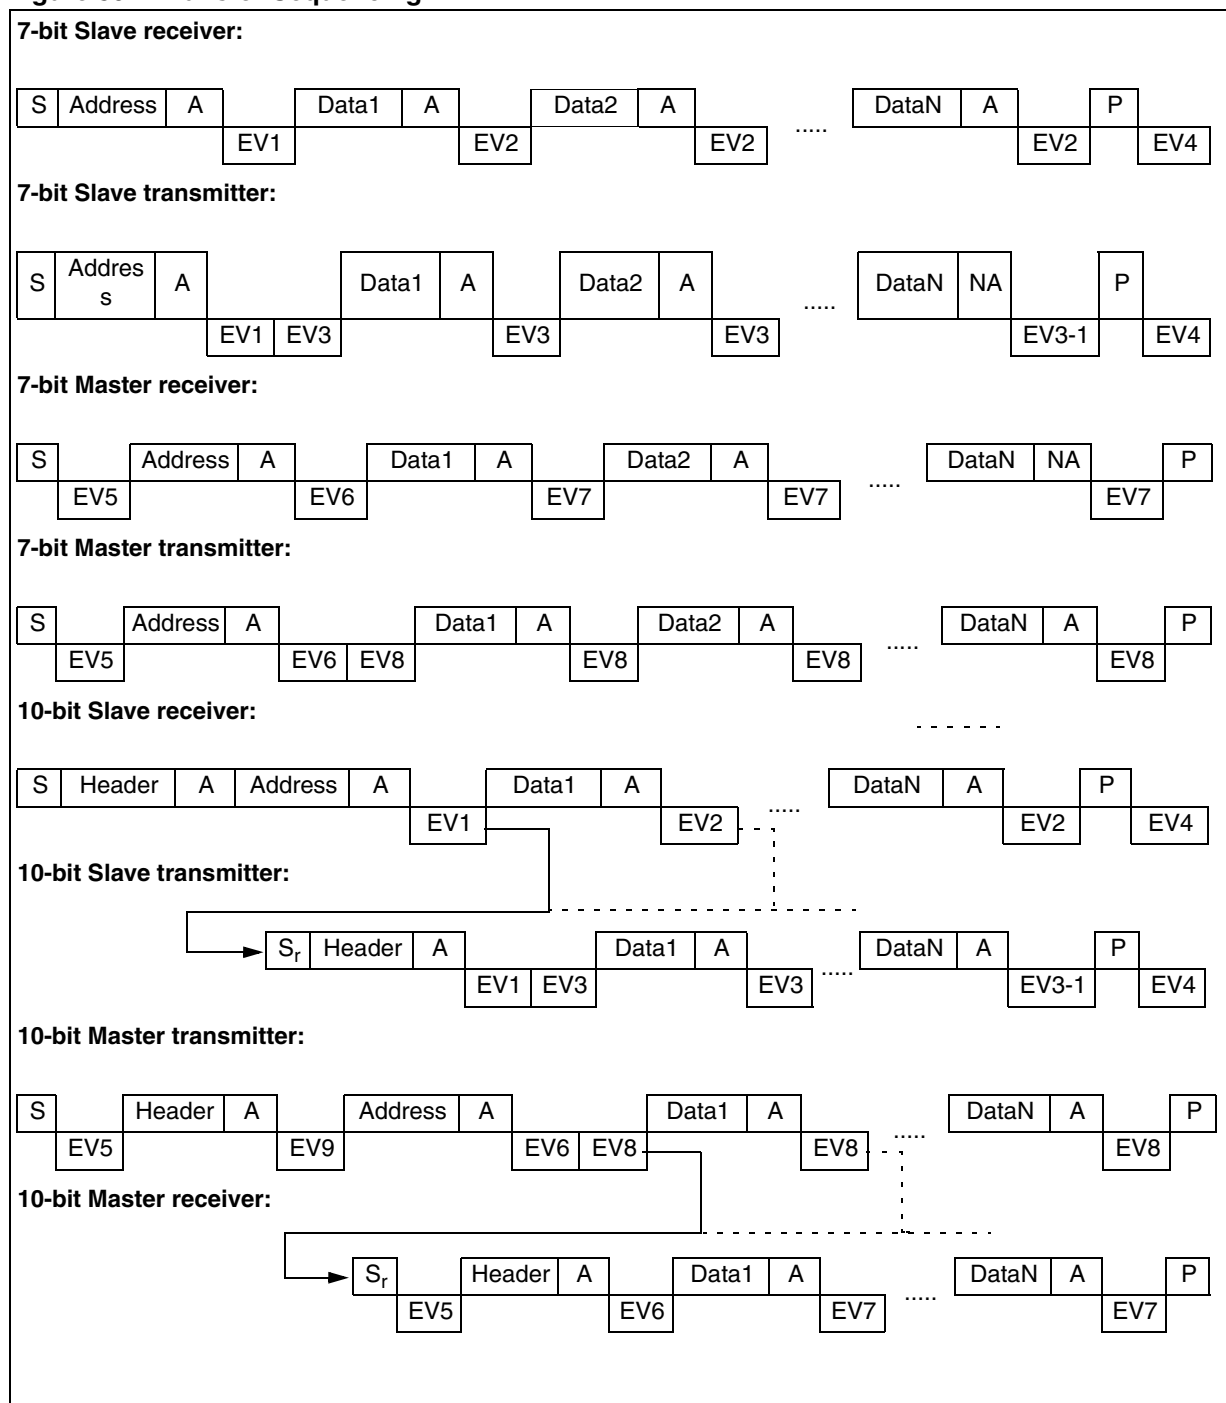 7-bit Slave receiver:
S Address A Data1 A Data2 A ..... DataN A P
EV1 EV2 EV2 EV2 EV4
7-bit Slave transmitter:
S Addres
s A Data1 A Data2 A ..... DataN NA P
EV1 EV3 EV3 EV3 EV3-1 EV4
7-bit Master receiver:
S Address A Data1 A Data2 A ..... DataN NA P
EV5 EV6 EV7 EV7 EV7
7-bit Master transmitter:
S Address A Data1 A Data2 A ..... DataN A P
EV5 EV6 EV8 EV8 EV8 EV8
10-bit Slave receiver:
S Header A Address A Data1 A ..... DataN A P
EV1 EV2 EV2 EV4
10-bit Slave transmitter:
Sr Header A Data1 A ..... DataN A P
EV1 EV3 EV3 EV3-1 EV4
10-bit Master transmitter:
S Header A Address A Data1 A ..... DataN A P
EV5 EV9 EV6 EV8 EV8 EV8
10-bit Master receiver:
Sr Header A Data1 A ..... DataN A P
EV5 EV6 EV7 EV7